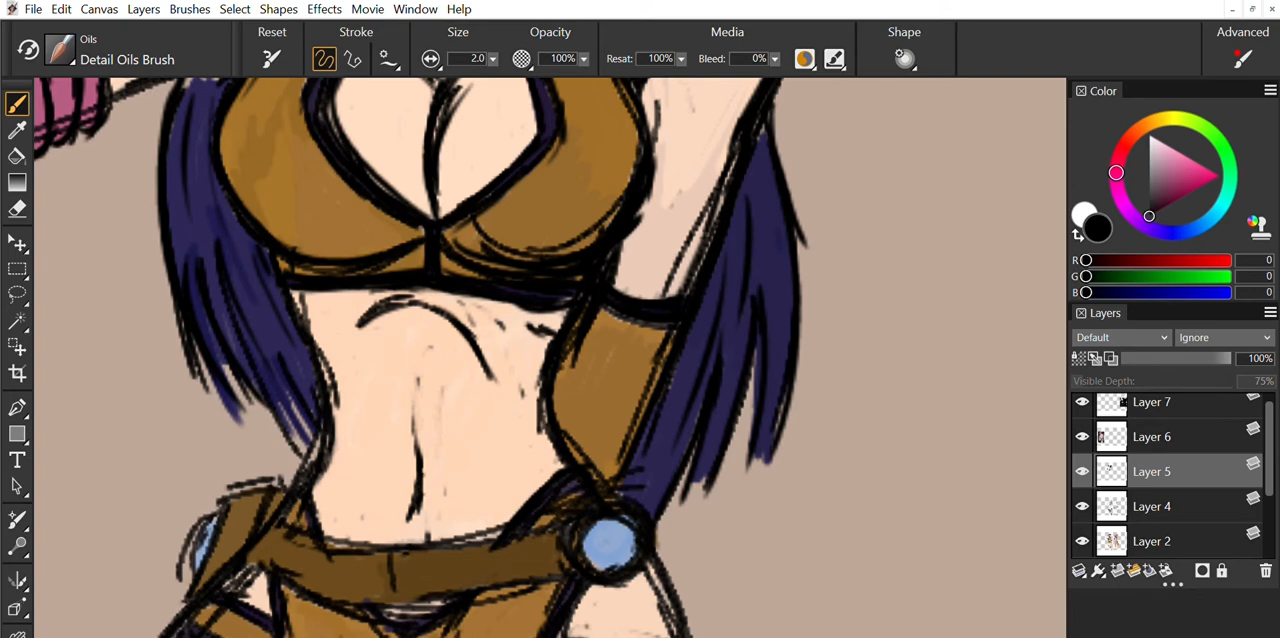 File Edit Canvas Layers Brushes Select Shapes Effects Movie Window Help
Oils
Detail Oils Brush
Reset Stroke Size Opacity Media Shape Advanced
2.0 100% Resat: 100% Bleed: 0%
Color
R 0
G 0
B 0
Layers
Default Ignore
100%
Visible Depth: 75%
Layer 7
Layer 6
Layer 5
Layer 4
Layer 2